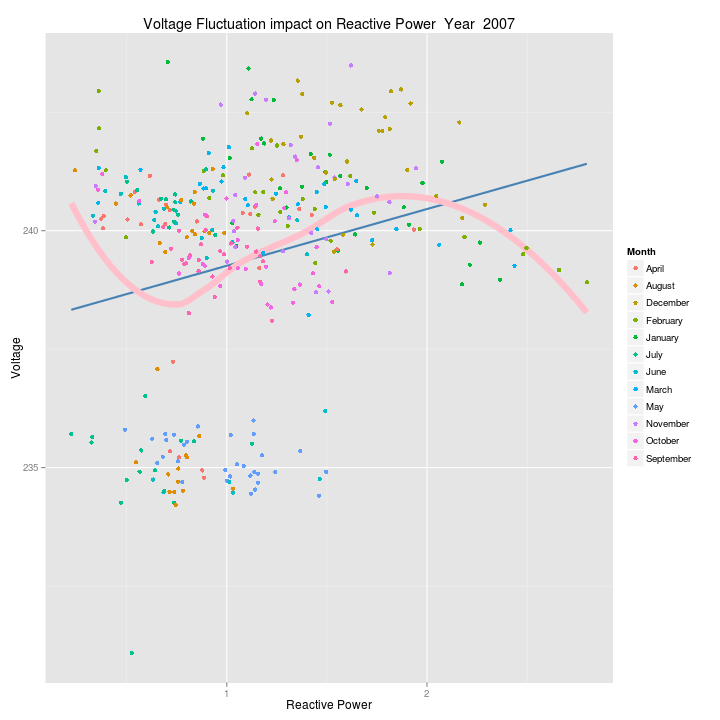 Voltage Fluctuation impact on Reactive Power Year 2007
Voltage
240
235
1
2
Reactive Power
Month
April
August
December
February
January
July
June
March
May
November
October
September